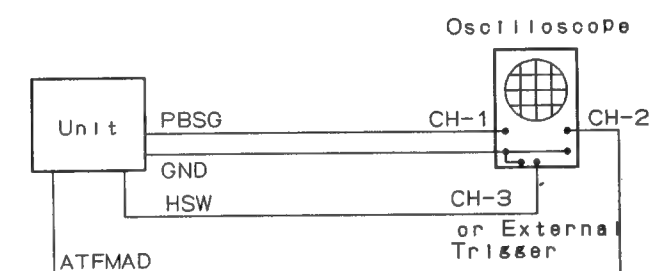 Oscilloscope
Unit
PBSG
CH-1
CH-2
GND
HSW
CH-3
or External
Trigger
ATFMAD